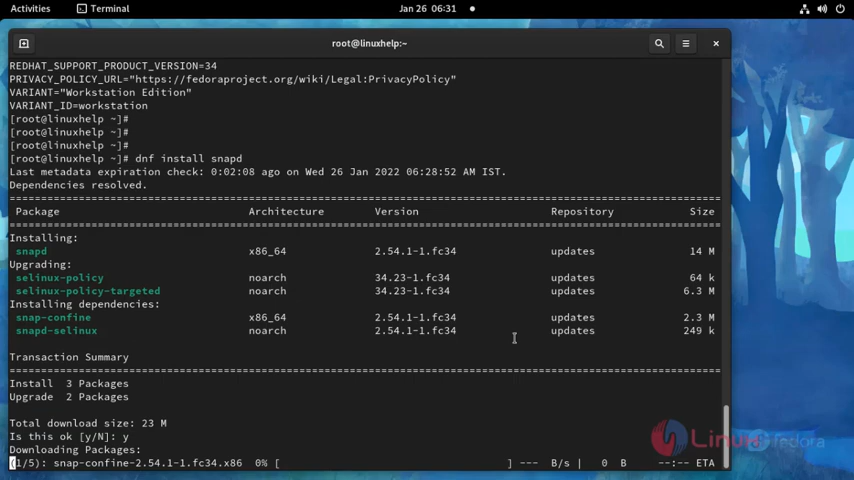 Activities Terminal Jan 26 06:31
root@linuxhelp:~
REDHAT_SUPPORT_PRODUCT_VERSION=34
PRIVACY_POLICY_URL="https://fedoraproject.org/wiki/Legal:PrivacyPolicy"
VARIANT="Workstation Edition"
VARIANT_ID=workstation
[root@linuxhelp ~]#
[root@linuxhelp ~]#
[root@linuxhelp ~]#
[root@linuxhelp ~]# dnf install snapd
Last metadata expiration check: 0:02:08 ago on Wed 26 Jan 2022 06:28:52 AM IST.
Dependencies resolved.
================================================================================
Package Architecture Version Repository Size
================================================================================
Installing:
snapd x86_64 2.54.1-1.fc34 updates 14 M
Upgrading:
selinux-policy noarch 34.23-1.fc34 updates 64 k
selinux-policy-targeted noarch 34.23-1.fc34 updates 6.3 M
Installing dependencies:
snap-confine x86_64 2.54.1-1.fc34 updates 2.3 M
snapd-selinux noarch 2.54.1-1.fc34 updates 249 k
Transaction Summary
================================================================================
Install 3 Packages
Upgrade 2 Packages
Total download size: 23 M
Is this ok [y/N]: y
Downloading Packages:
(1/5): snap-confine-2.54.1-1.fc34.x86 0% [ ] --- B/s | 0 B --:-- ETA
fedora